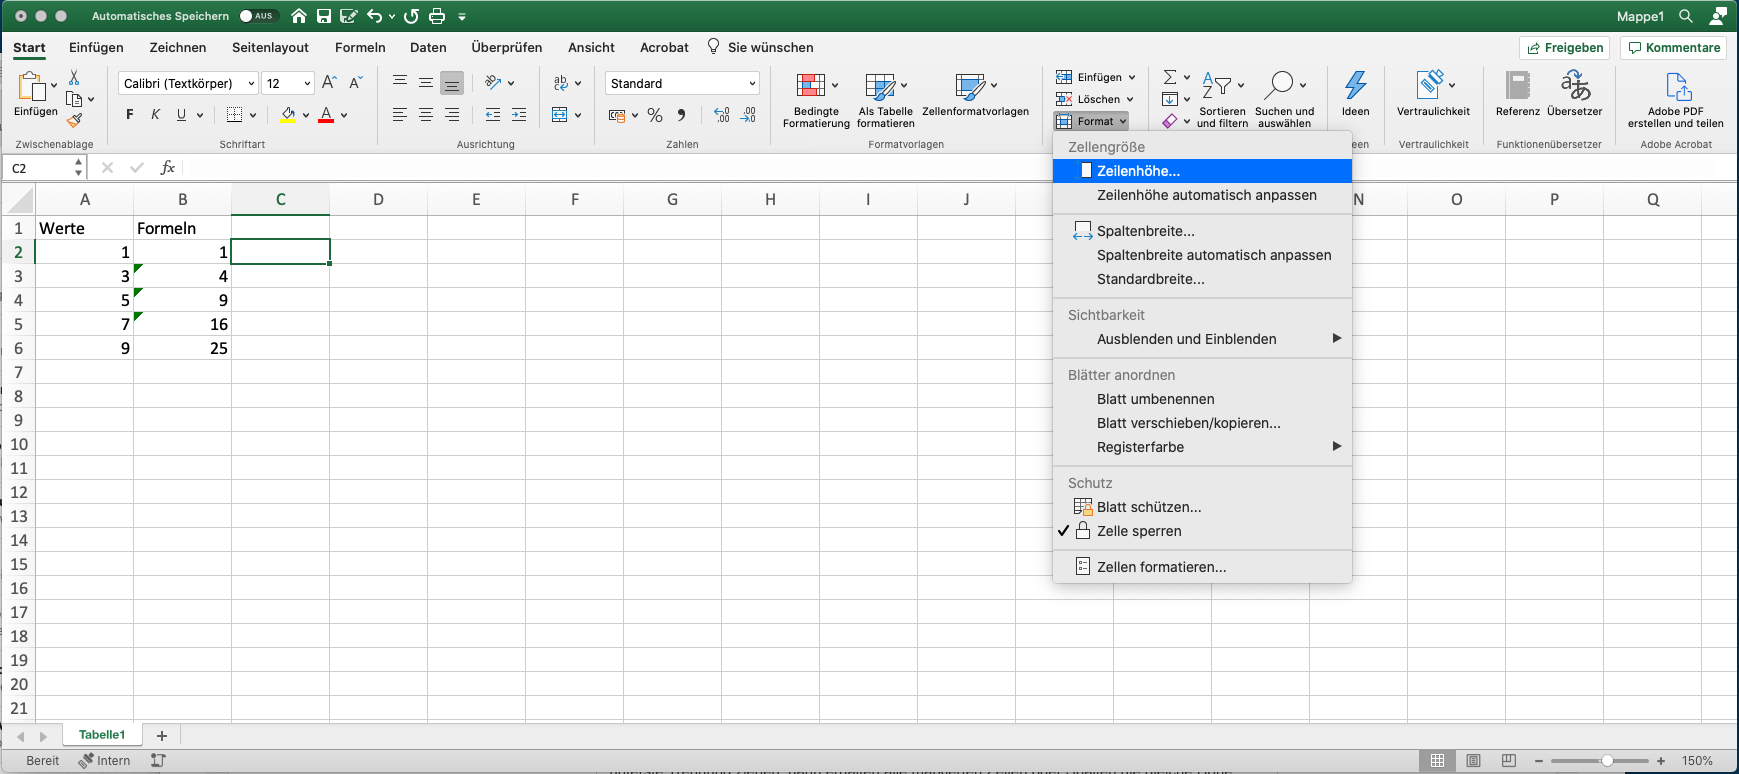 Automatisches Speichern AUS Mappe1
Start Einfügen Zeichnen Seitenlayout Formeln Daten Überprüfen Ansicht Acrobat Sie wünschen Freigeben Kommentare
Einfügen
Zwischenablage
Calibri (Textkörper) 12
F K U
Schriftart
Ausrichtung
Standard
Zahlen
Bedingte Formatierung
Als Tabelle formatieren
Zellenformatvorlagen
Formatvorlagen
Einfügen
Löschen
Format
Sortieren und filtern
Suchen und auswählen
Ideen
een
Vertraulichkeit
Vertraulichkeit
Referenz Übersetzer
Funktionenübersetzer
Adobe PDF erstellen und teilen
Adobe Acrobat
C2 fx
A B C D E F G H I J N O P Q
1 Werte Formeln
2 1 1
3 3 4
4 5 9
5 7 16
6 9 25
7
8
9
10
11
12
13
14
15
16
17
18
19
20
21
Zellengröße
Zeilenhöhe...
Zeilenhöhe automatisch anpassen
Spaltenbreite...
Spaltenbreite automatisch anpassen
Standardbreite...
Sichtbarkeit
Ausblenden und Einblenden
Blätter anordnen
Blatt umbenennen
Blatt verschieben/kopieren...
Registerfarbe
Schutz
Blatt schützen...
Zelle sperren
Zellen formatieren...
Tabelle1
Bereit Intern 150%